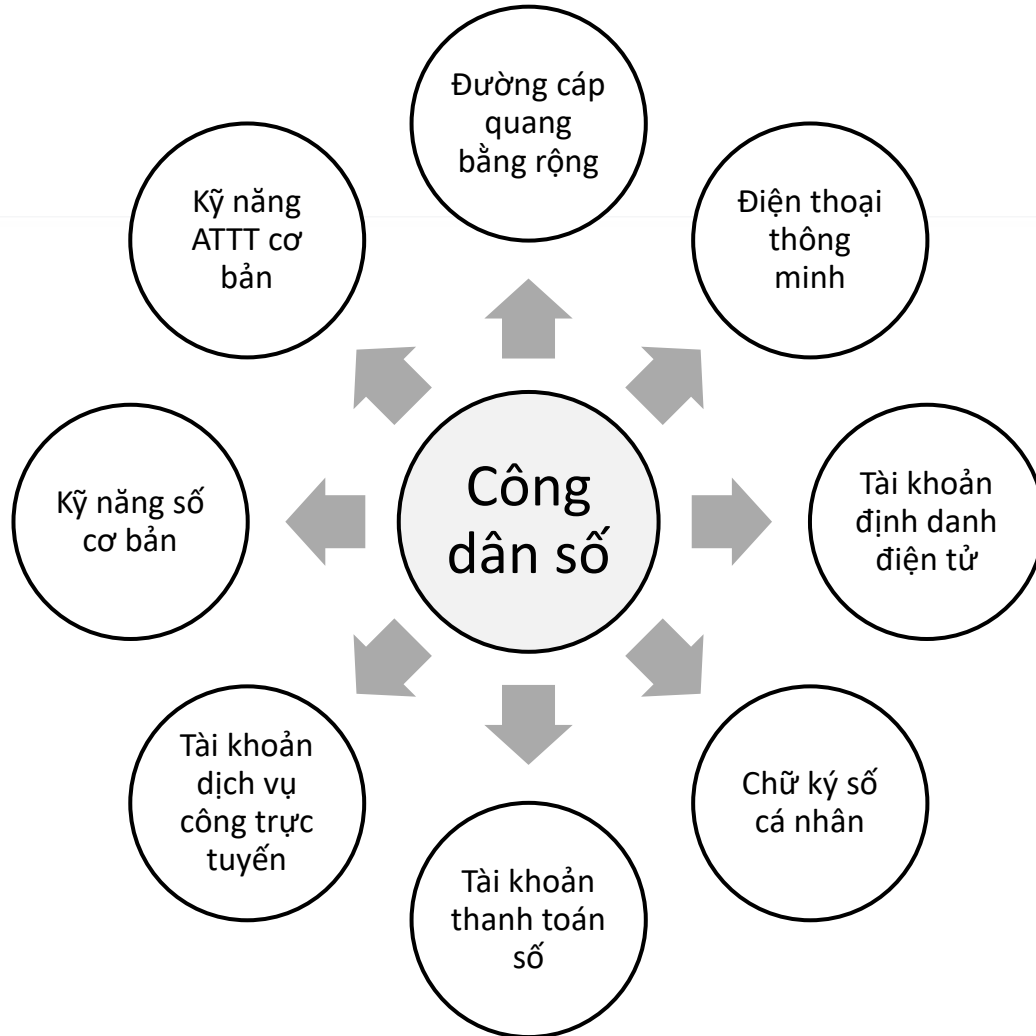 Đường cáp
quang
bằng rộng
Điện thoại
thông
minh
Tài khoản
định danh
điện tử
Chữ ký số
cá nhân
Tài khoản
thanh toán
số
Tài khoản
dịch vụ
công trực
tuyến
Kỹ năng số
cơ bản
Kỹ năng
ATTT cơ
bản
Công
dân số